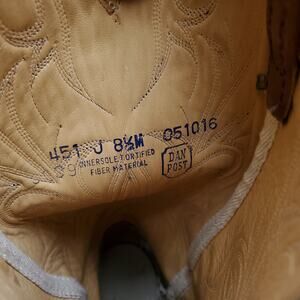 451 J 8½M 051016
INNERSOLE FORTIFIED
FIBER MATERIAL
DAN
POST